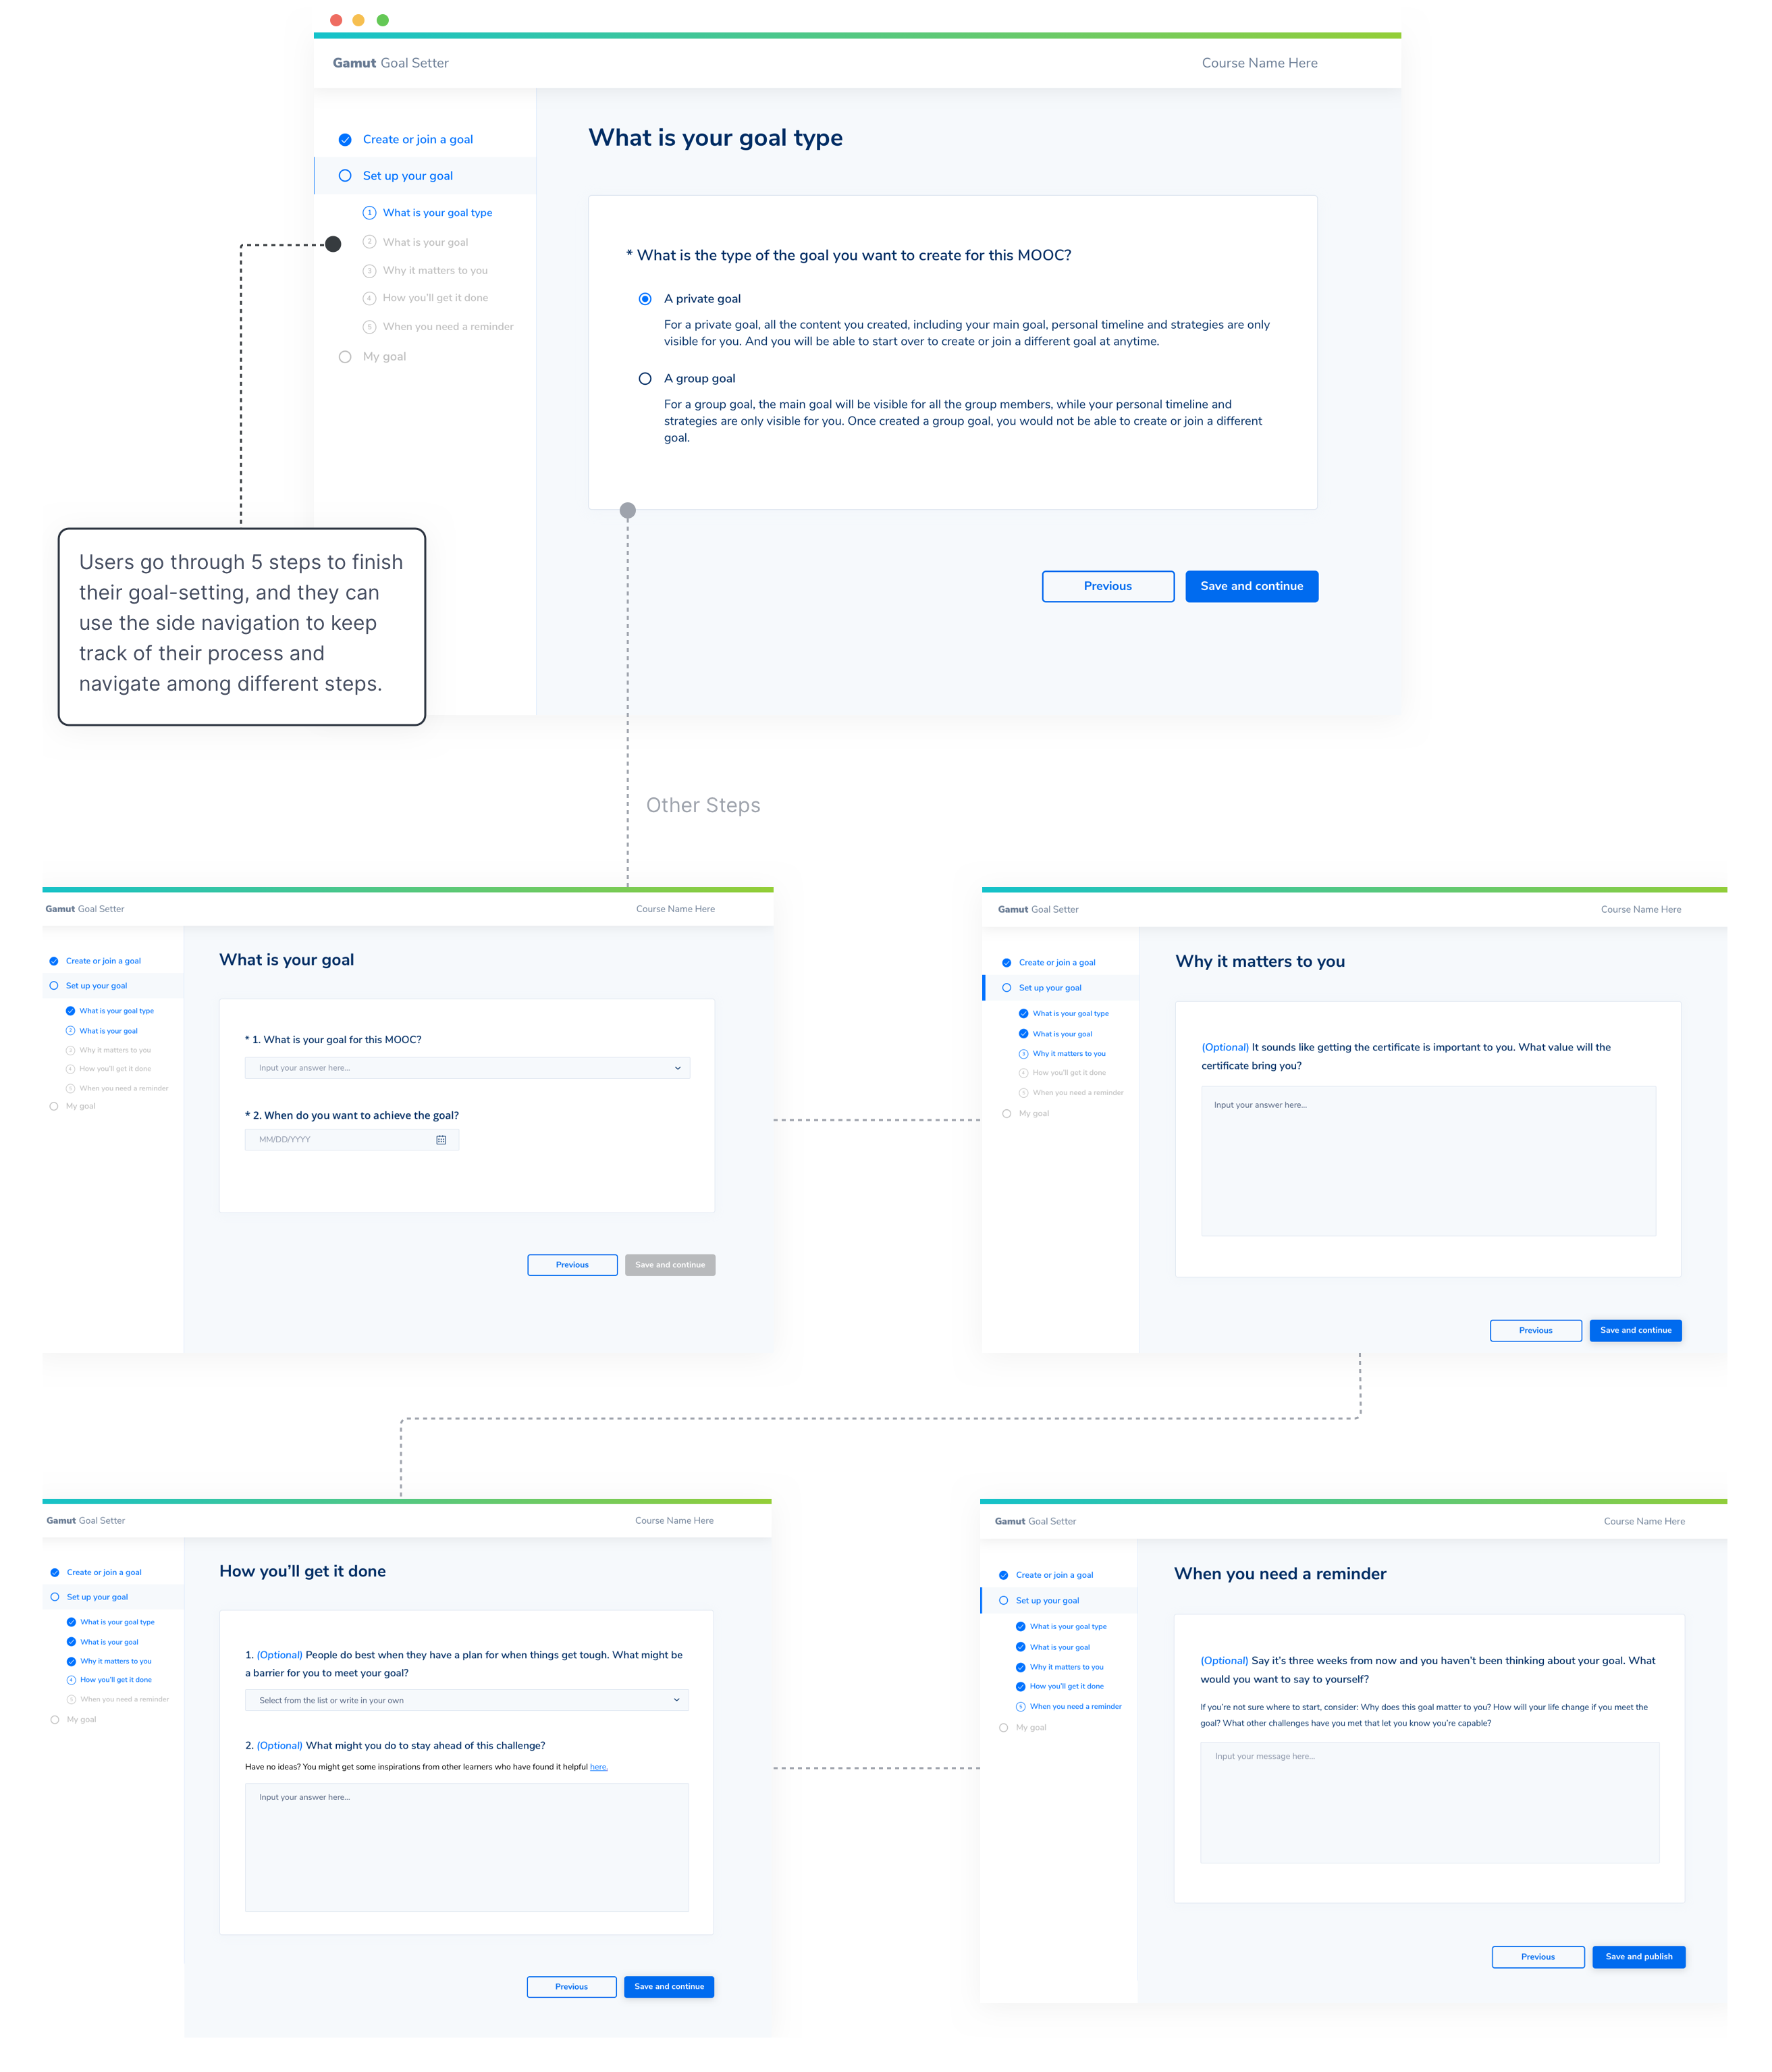 Gamut Goal Setter
Course Name Here
Create or join a goal
Set up your goal
1 What is your goal type
2 What is your goal
3 Why it matters to you
4 How you'll get it done
5 When you need a reminder
My goal
What is your goal type
* What is the type of the goal you want to create for this MOOC?
A private goal
For a private goal, all the content you created, including your main goal, personal timeline and strategies are only
visible for you. And you will be able to start over to create or join a different goal at anytime.
A group goal
For a group goal, the main goal will be visible for all the group members, while your personal timeline and
strategies are only visible for you. Once created a group goal, you would not be able to create or join a different
goal.
Previous
Save and continue
Users go through 5 steps to finish
their goal-setting, and they can
use the side navigation to keep
track of their process and
navigate among different steps.
Other Steps
Gamut Goal Setter
Course Name Here
Create or join a goal
Set up your goal
What is your goal type
2 What is your goal
3 Why it matters to you
4 How you'll get it done
5 When you need a reminder
My goal
What is your goal
* 1. What is your goal for this MOOC?
Input your answer here...
* 2. When do you want to achieve the goal?
MM/DD/YYYY
Previous
Save and continue
Gamut Goal Setter
Course Name Here
Create or join a goal
Set up your goal
What is your goal type
What is your goal
3 Why it matters to you
4 How you'll get it done
5 When you need a reminder
My goal
Why it matters to you
(Optional) It sounds like getting the certificate is important to you. What value will the
certificate bring you?
Input your answer here...
Previous
Save and continue
Gamut Goal Setter
Course Name Here
Create or join a goal
Set up your goal
What is your goal type
What is your goal
Why it matters to you
4 How you'll get it done
5 When you need a reminder
My goal
How you'll get it done
1. (Optional) People do best when they have a plan for when things get tough. What might be
a barrier for you to meet your goal?
Select from the list or write in your own
2. (Optional) What might you do to stay ahead of this challenge?
Have no ideas? You might get some inspirations from other learners who have found it helpful here.
Input your answer here...
Previous
Save and continue
Gamut Goal Setter
Course Name Here
Create or join a goal
Set up your goal
What is your goal type
What is your goal
Why it matters to you
How you'll get it done
5 When you need a reminder
My goal
When you need a reminder
(Optional) Say it's three weeks from now and you haven't been thinking about your goal. What
would you want to say to yourself?
If you're not sure where to start, consider: Why does this goal matter to you? How will your life change if you meet the
goal? What other challenges have you met that let you know you're capable?
Input your message here...
Previous
Save and publish